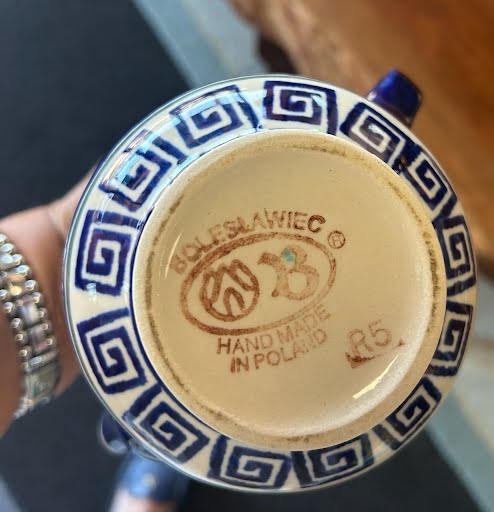 BOLESŁAWIEC ®
B
HAND MADE
IN POLAND
R5